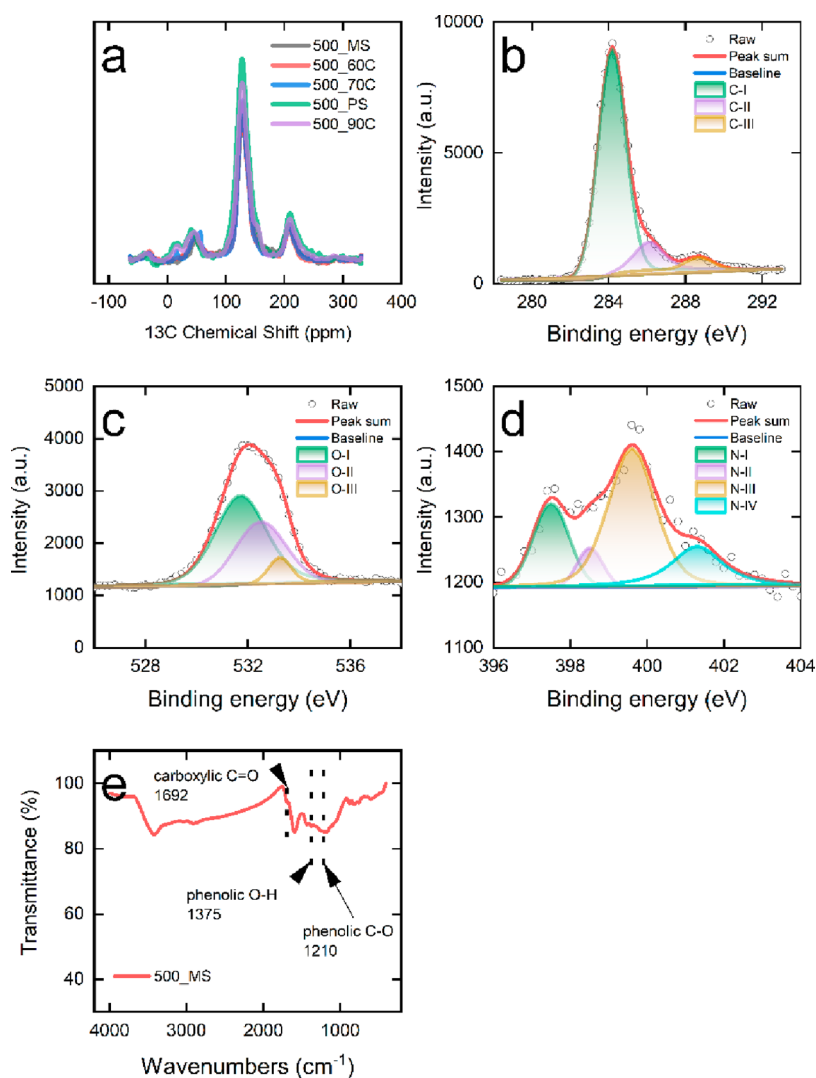 a
500_MS
500_60C
500_70C
500_PS
500_90C
-100 0 100 200 300 400
13C Chemical Shift (ppm)
b
Raw
Peak sum
Baseline
C-I
C-II
C-III
Intensity (a.u.)
10000
5000
0
280 284 288 292
Binding energy (eV)
c
Raw
Peak sum
Baseline
O-I
O-II
O-III
Intensity (a.u.)
5000
4000
3000
2000
1000
0
528 532 536
Binding energy (eV)
d
Raw
Peak sum
Baseline
N-I
N-II
N-III
N-IV
Intensity (a.u.)
1500
1400
1300
1200
1100
396 398 400 402 404
Binding energy (eV)
e
carboxylic C=O
1692
phenolic O-H
1375
phenolic C-O
1210
500_MS
Transmittance (%)
100
80
60
40
4000 3000 2000 1000
Wavenumbers (cm⁻¹)